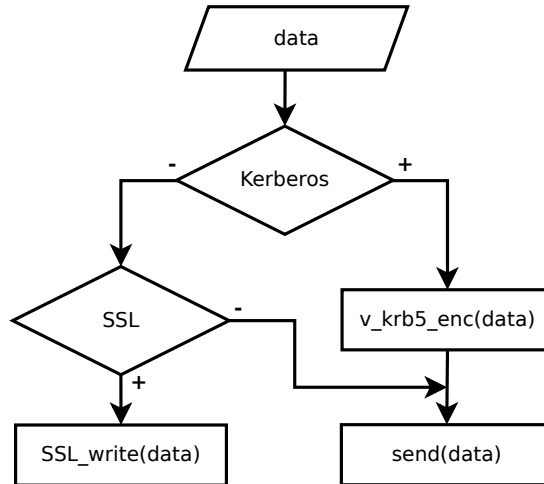 data
-
+
Kerberos
SSL
-
v_krb5_enc(data)
+
SSL_write(data)
send(data)